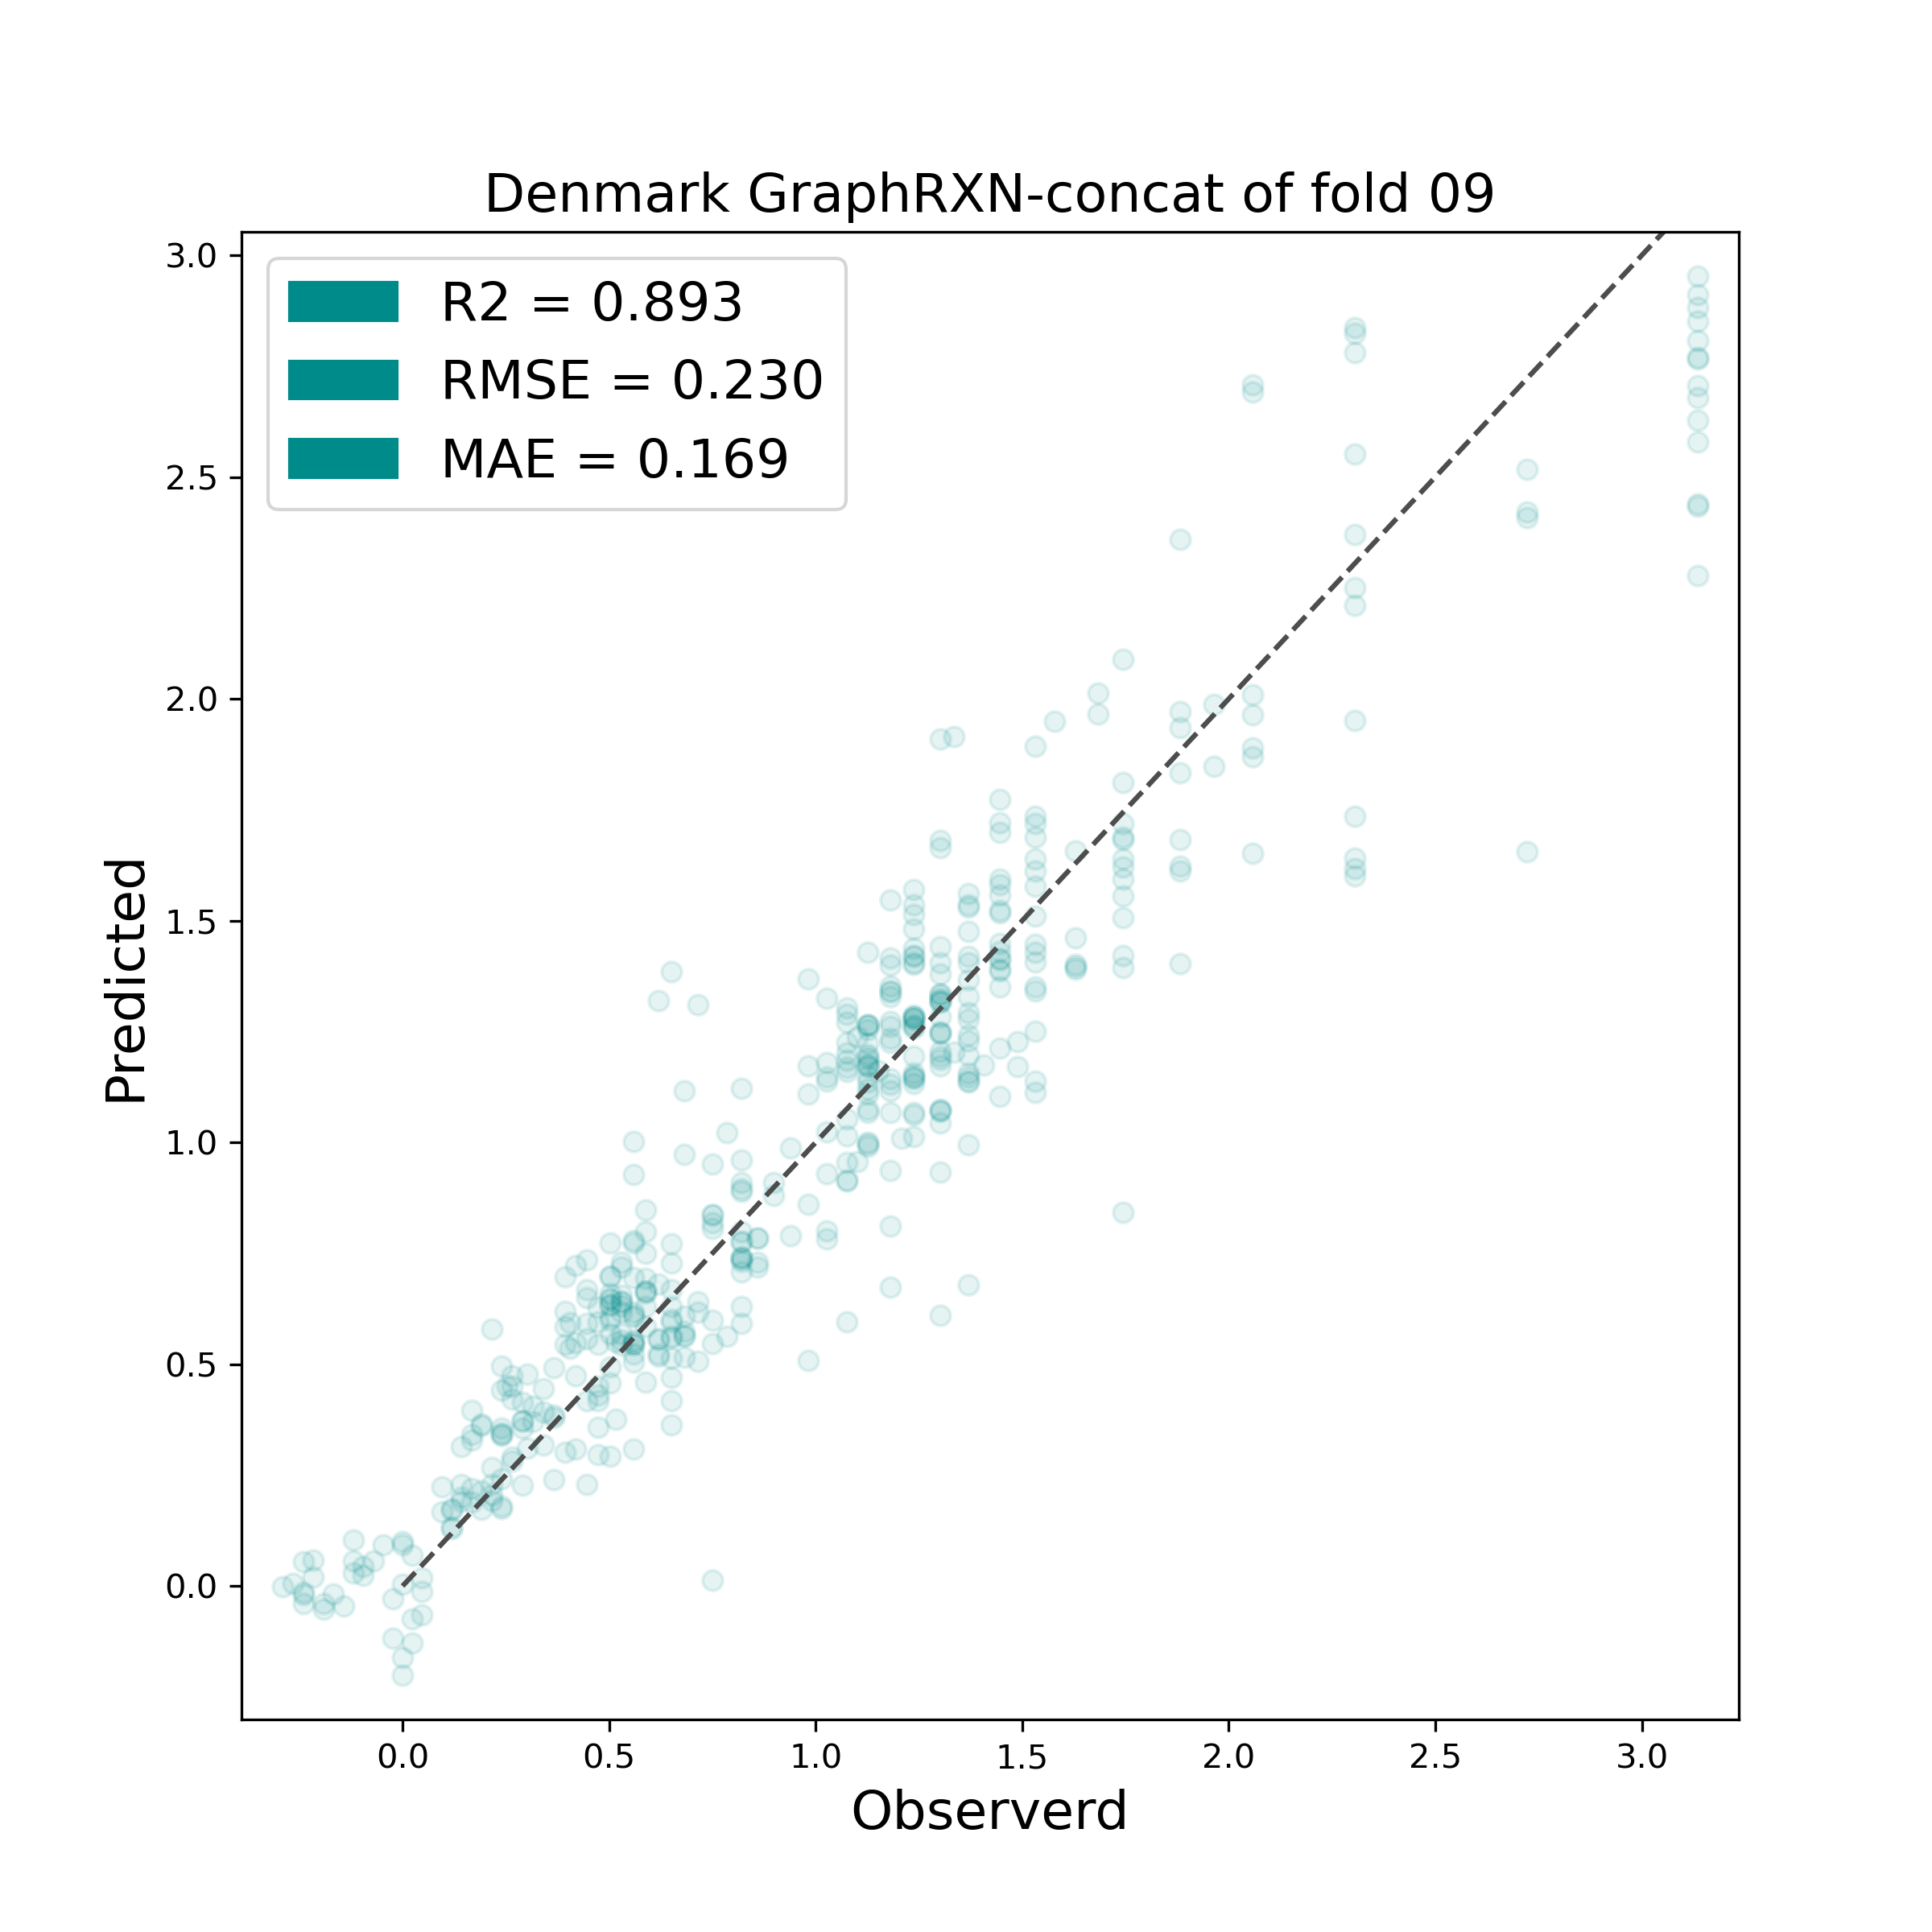 Denmark GraphRXN-concat of fold 09
R2 = 0.893
RMSE = 0.230
MAE = 0.169
3.0
2.5
2.0
1.5
1.0
0.5
0.0
Predicted
0.0 0.5 1.0 1.5 2.0 2.5 3.0
Observerd